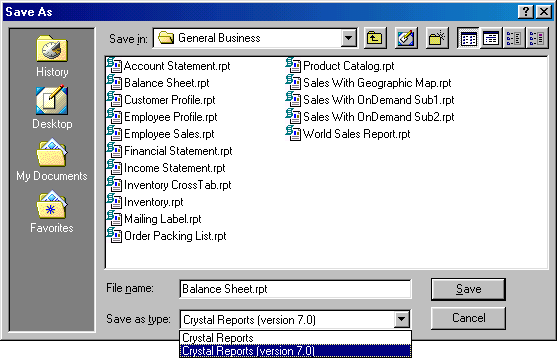 Save As
Save in: General Business
History
Desktop
My Documents
Favorites
Account Statement.rpt
Balance Sheet.rpt
Customer Profile.rpt
Employee Profile.rpt
Employee Sales.rpt
Financial Statement.rpt
Income Statement.rpt
Inventory CrossTab.rpt
Inventory.rpt
Mailing Label.rpt
Order Packing List.rpt
Product Catalog.rpt
Sales With Geographic Map.rpt
Sales With OnDemand Sub1.rpt
Sales With OnDemand Sub2.rpt
World Sales Report.rpt
File name: Balance Sheet.rpt Save
Save as type: Crystal Reports (version 7.0) Cancel
Crystal Reports
Crystal Reports (version 7.0)